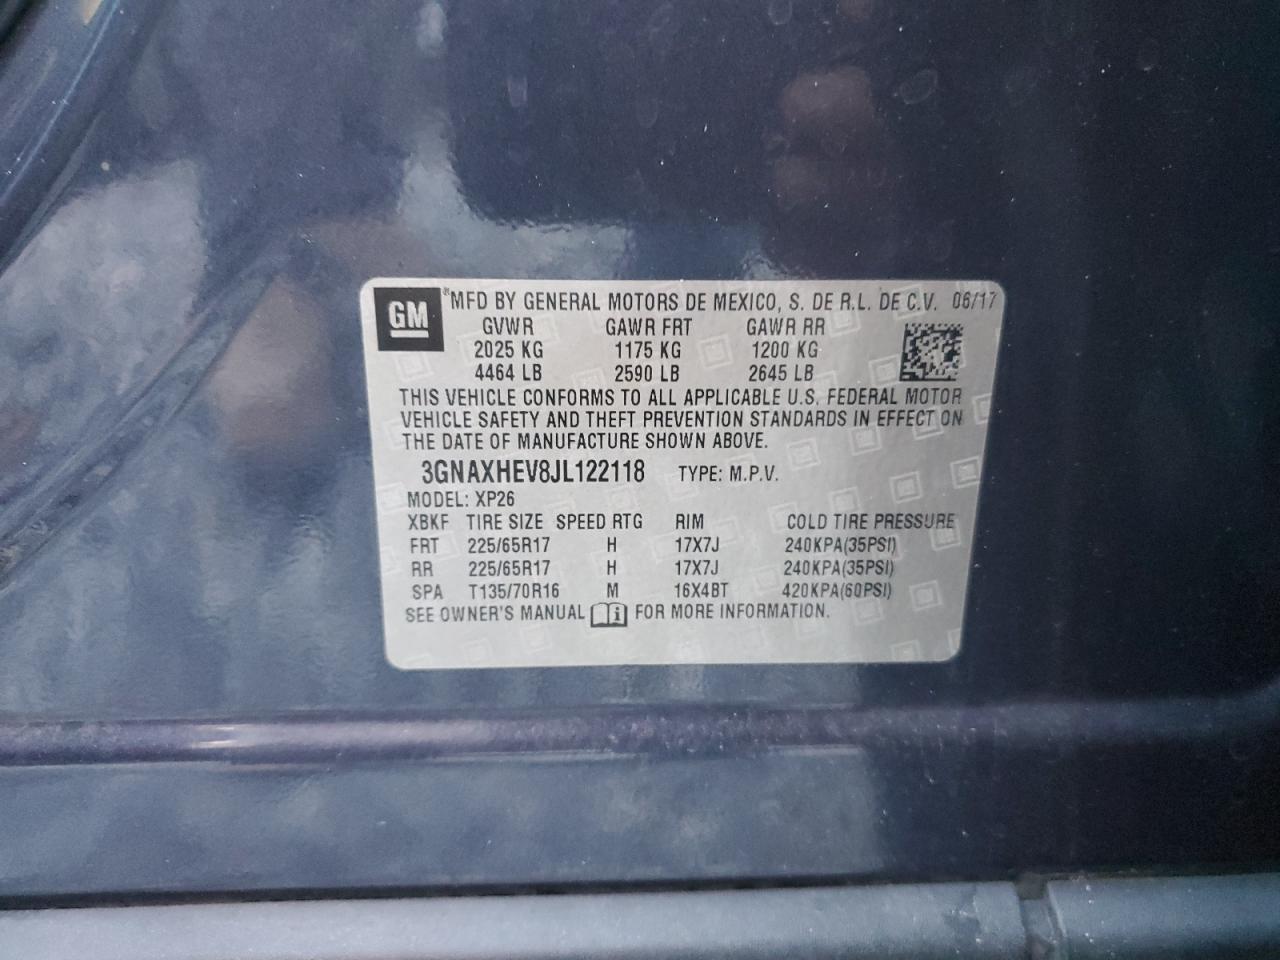 GM
MFD BY GENERAL MOTORS DE MEXICO, S. DE R.L. DE C.V. 06/17
GVWR GAWR FRT GAWR RR
2025 KG 1175 KG 1200 KG
4464 LB 2590 LB 2645 LB
THIS VEHICLE CONFORMS TO ALL APPLICABLE U.S. FEDERAL MOTOR
VEHICLE SAFETY AND THEFT PREVENTION STANDARDS IN EFFECT ON
THE DATE OF MANUFACTURE SHOWN ABOVE.
3GNAXHEV8JL122118 TYPE: M.P.V.
MODEL: XP26
XBKF TIRE SIZE SPEED RTG RIM COLD TIRE PRESSURE
FRT 225/65R17 H 17X7J 240KPA(35PSI)
RR 225/65R17 H 17X7J 240KPA(35PSI)
SPA T135/70R16 M 16X4BT 420KPA(60PSI)
SEE OWNER'S MANUAL i FOR MORE INFORMATION.